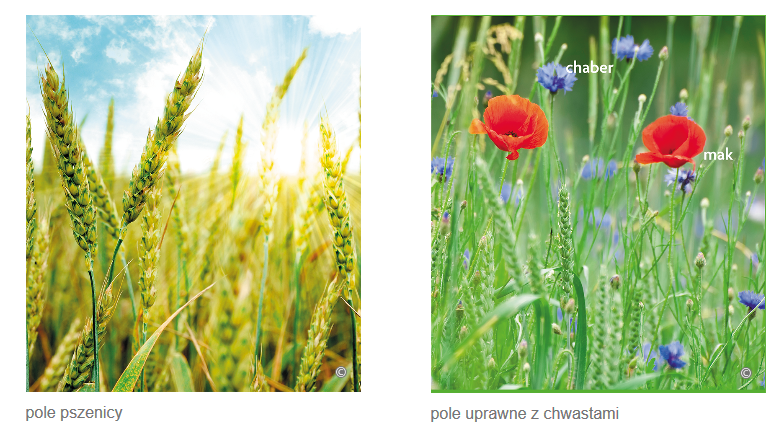 chaber
mak
©
©
pole pszenicy
pole uprawne z chwastami